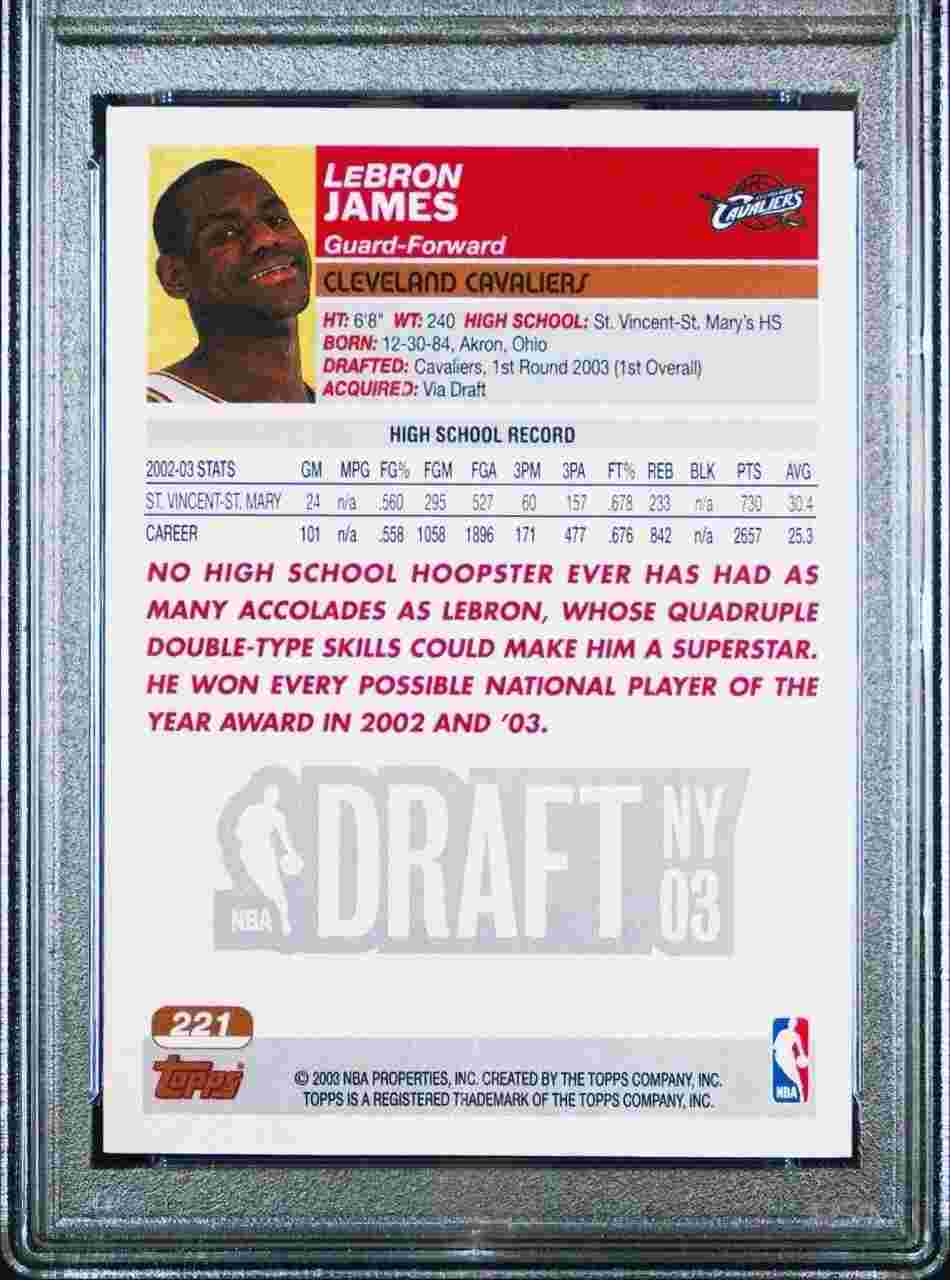 LEBRON
JAMES
CAVALIERS
Guard-Forward
CLEVELAND CAVALIERS
HT: 6'8" WT: 240 HIGH SCHOOL: St. Vincent-St. Mary's HS
BORN: 12-30-84, Akron, Ohio
DRAFTED: Cavaliers, 1st Round 2003 (1st Overall)
ACQUIRED: Via Draft
HIGH SCHOOL RECORD
2002-03 STATS GM MPG FG% FGM FGA 3PM 3PA FT% REB BLK PTS AVG
ST. VINCENT-ST. MARY 24 n/a .560 295 527 60 157 .678 233 n/a 730 30.4
CAREER 101 n/a .558 1058 1896 171 477 .676 842 n/a 2657 25.3
NO HIGH SCHOOL HOOPSTER EVER HAS HAD AS
MANY ACCOLADES AS LEBRON, WHOSE QUADRUPLE
DOUBLE-TYPE SKILLS COULD MAKE HIM A SUPERSTAR.
HE WON EVERY POSSIBLE NATIONAL PLAYER OF THE
YEAR AWARD IN 2002 AND '03.
NBA DRAFT NY
03
221
Topps
© 2003 NBA PROPERTIES, INC. CREATED BY THE TOPPS COMPANY, INC.
TOPPS IS A REGISTERED TRADEMARK OF THE TOPPS COMPANY, INC.
NBA